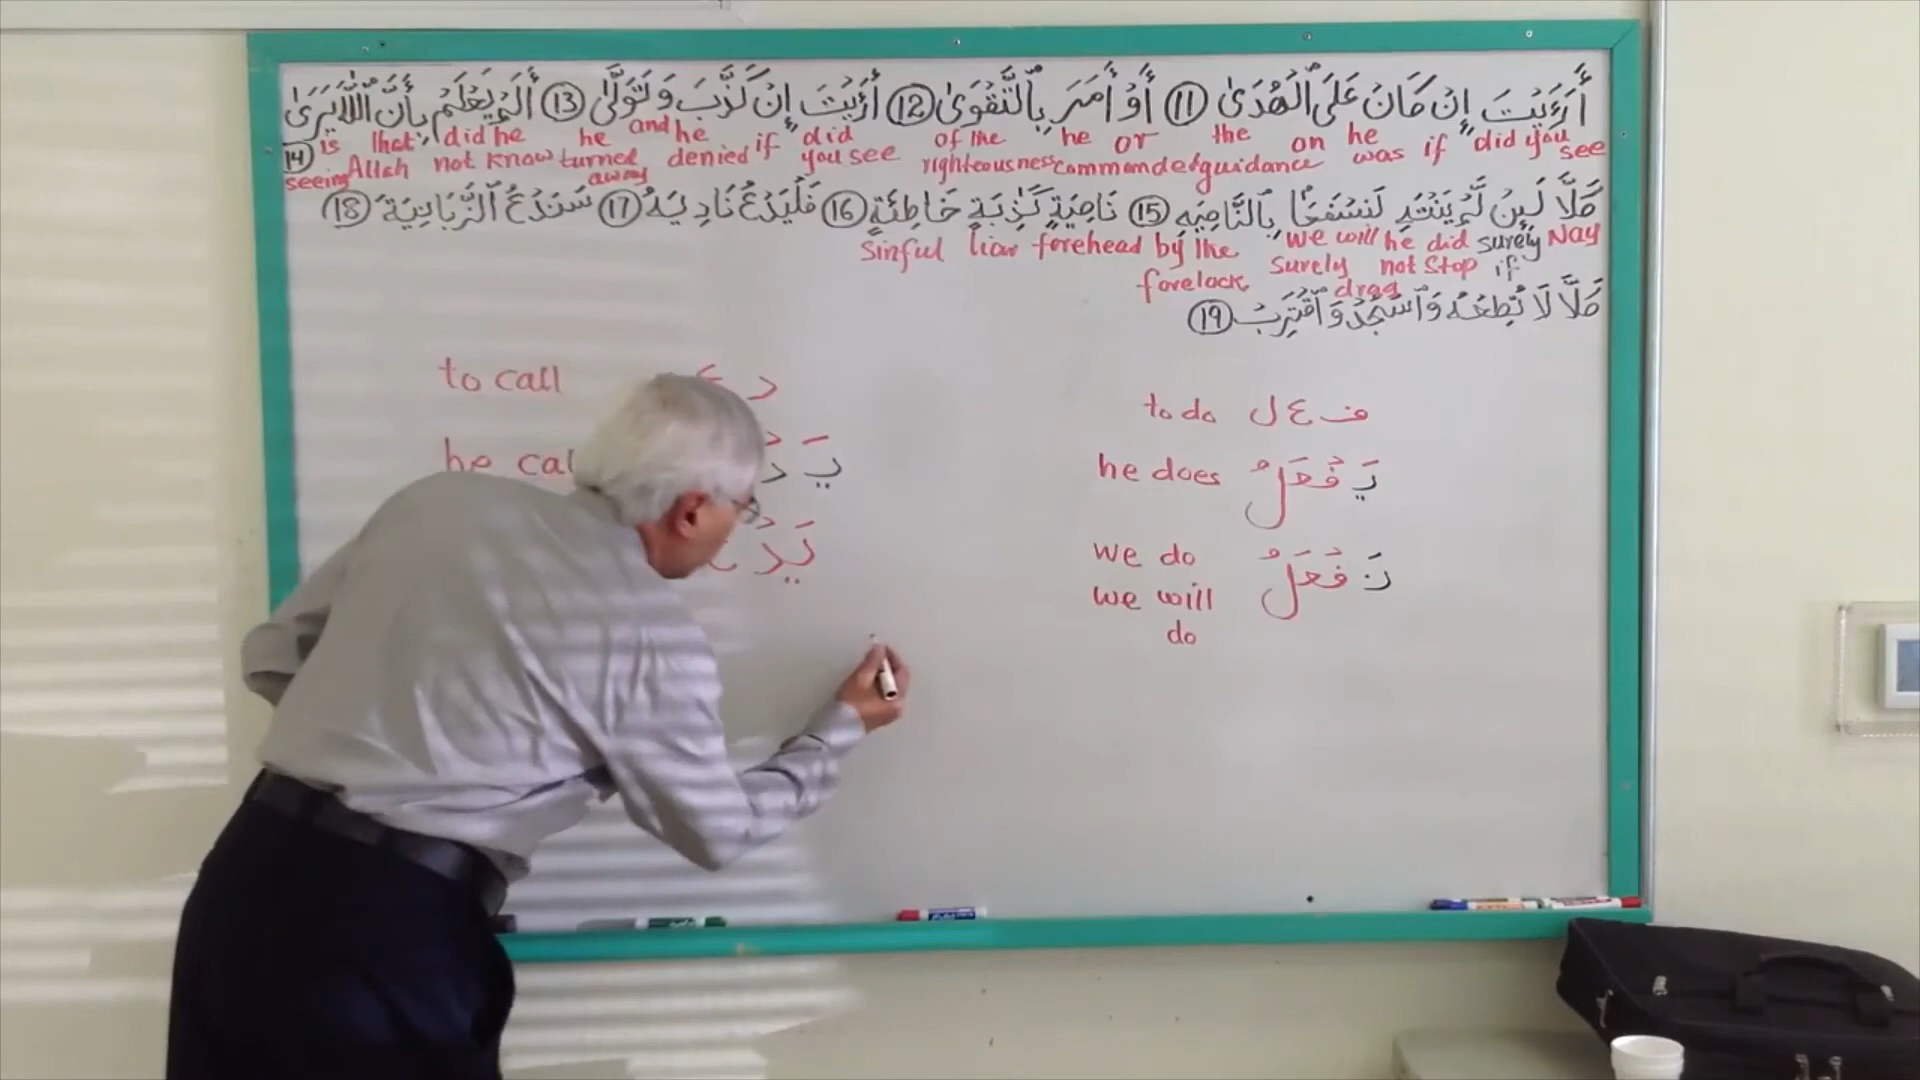 أَرَءَيْتَ إِنْ كَانَ عَلَى ٱلْهُدَىٰ ⑪ أَوْ أَمَرَ بِٱلتَّقْوَىٰ ⑫ أَرَءَيْتَ إِنْ كَذَّبَ وَتَوَلَّىٰ ⑬ أَلَمْ يَعْلَمْ بِأَنَّ ٱللَّهَ يَرَىٰ
is that did he he and he if "did of the he or the on he if "did you
⑭ seeing Allah not know turned denied you see righteousness commanded guidance was see
away
كَلَّا لَئِنْ لَّمْ يَنْتَهِ لَنَسْفَعًا بِٱلنَّاصِيَةِ ⑮ نَاصِيَةٍ كَٰذِبَةٍ خَاطِئَةٍ ⑯ فَلْيَدْعُ نَادِيَهُ ⑰ سَنَدْعُ ٱلزَّبَانِيَةَ ⑱
Sinful liar forehead by the we will he did surely Nay
forelock surely not stop if
drag
كَلَّا لَا تُطِعْهُ وَٱسْجُدْ وَٱقْتَرِبْ ⑲
to call د ع
he cal يَدْ
يَدْعُ
to do ف ع ل
he does يَفْعَلُ
we do نَفْعَلُ
we will
do